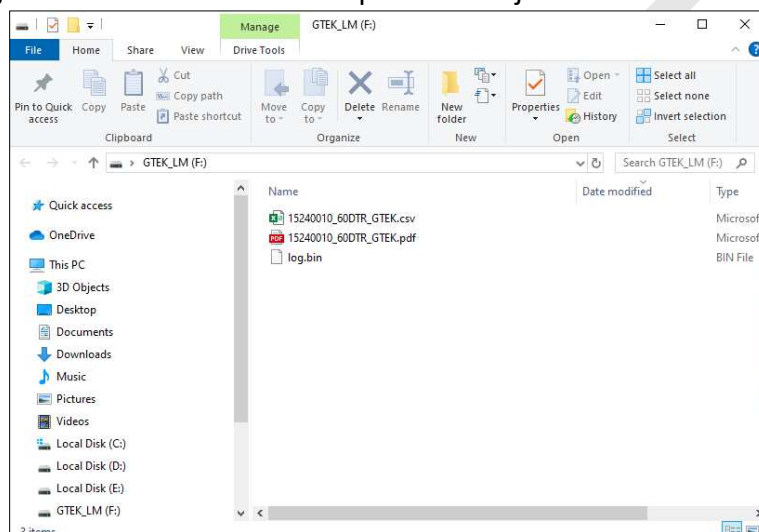 Manage GTEK_LM (F:)
File Home Share View Drive Tools
Pin to Quick access
Copy
Paste
Cut
Copy path
Paste shortcut
Clipboard
Move to
Copy to
Delete
Rename
Organize
New folder
New
Properties
Open
Edit
History
Open
Select all
Select none
Invert selection
Select
GTEK_LM (F:)
Search GTEK_LM (F:)
Quick access
OneDrive
This PC
3D Objects
Desktop
Documents
Downloads
Music
Pictures
Videos
Local Disk (C:)
Local Disk (D:)
Local Disk (E:)
GTEK_LM (F:)
Name Date modified Type
15240010_60DTR_GTEK.csv Microsof
15240010_60DTR_GTEK.pdf Microsof
log.bin BIN File
3 items